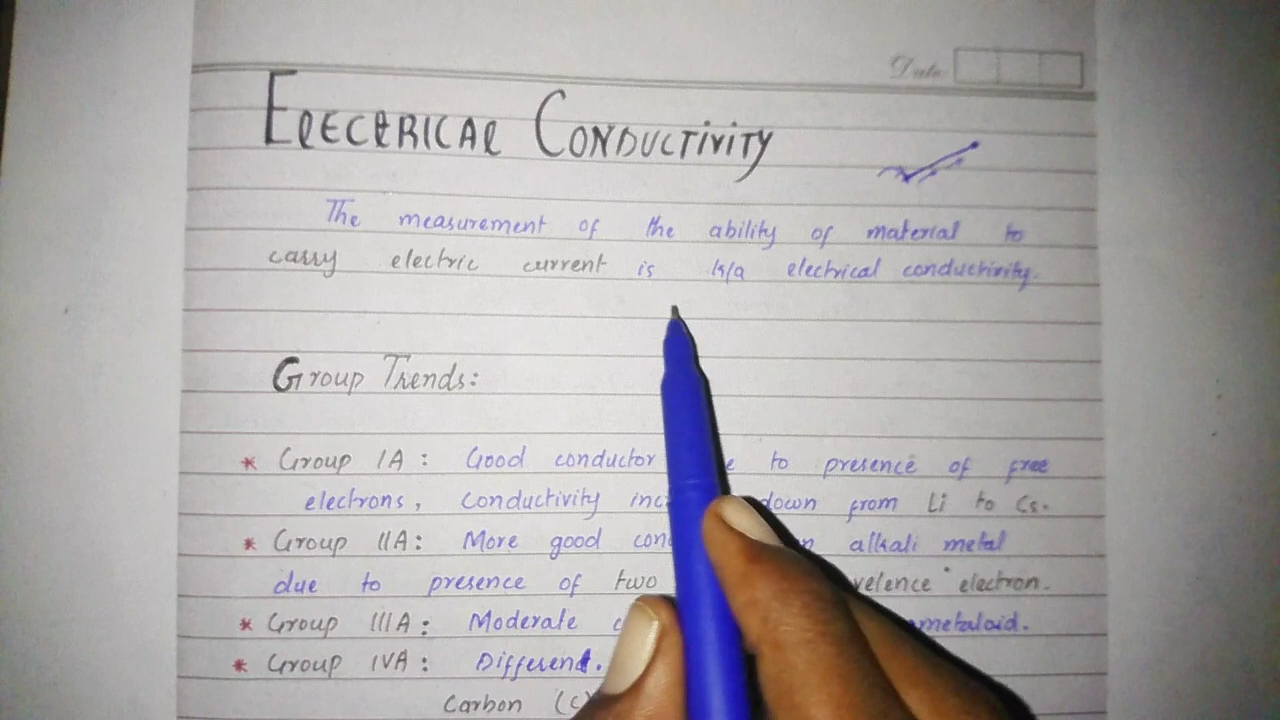 Date
ELECTRICAL CONDUCTIVITY
The measurement of the ability of material to
carry electric current is k/a electrical conductivity.
Group Trends:
* Group IA: Good conductor e to presence of free
electrons, conductivity inc down from Li to Cs.
* Group IIA: More good con n alkali metal
due to presence of two velence electron.
* Group IIIA: Moderate c metaloid.
* Group IVA: Different.
Carbon (C)